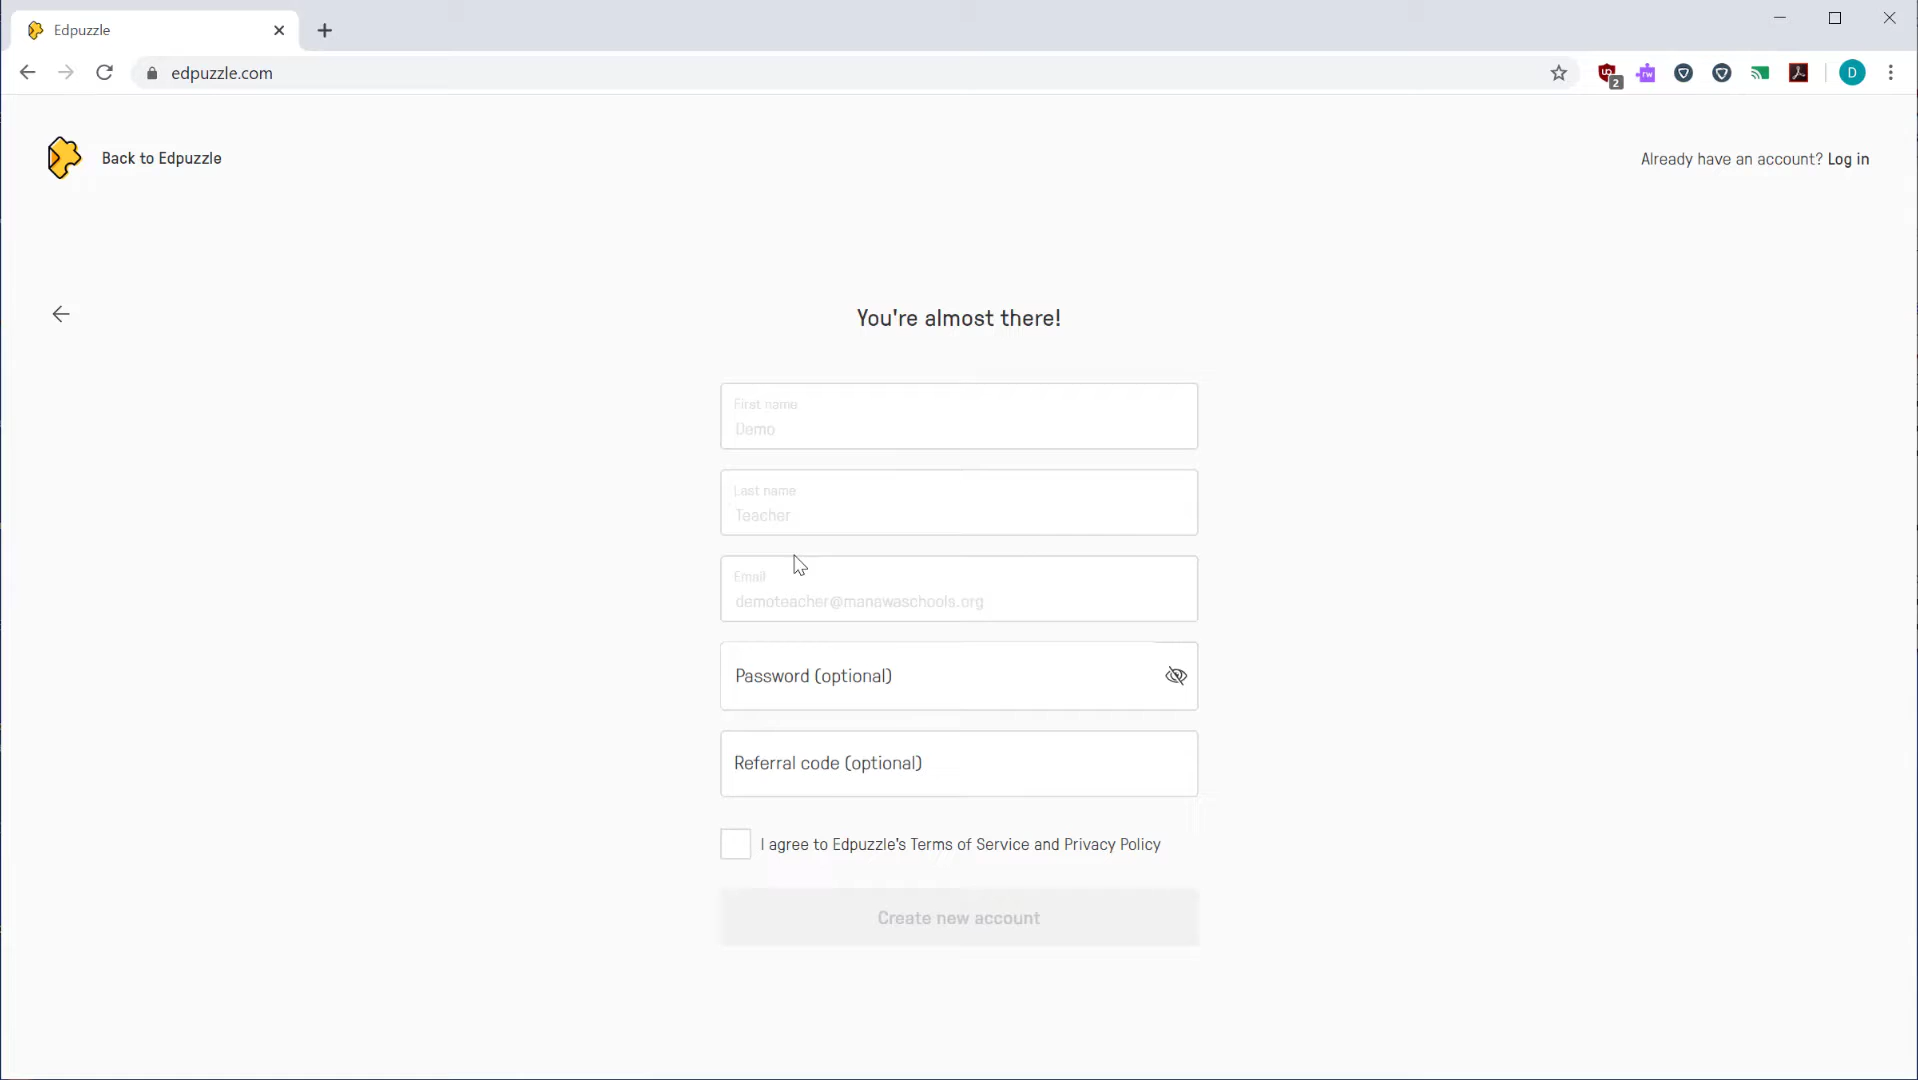 Edpuzzle
edpuzzle.com
2
rw
D
Back to Edpuzzle
Already have an account? Log in
You're almost there!
First name
Demo
Last name
Teacher
Email
demoteacher@manawaschools.org
Password (optional)
Referral code (optional)
I agree to Edpuzzle's Terms of Service and Privacy Policy
Create new account